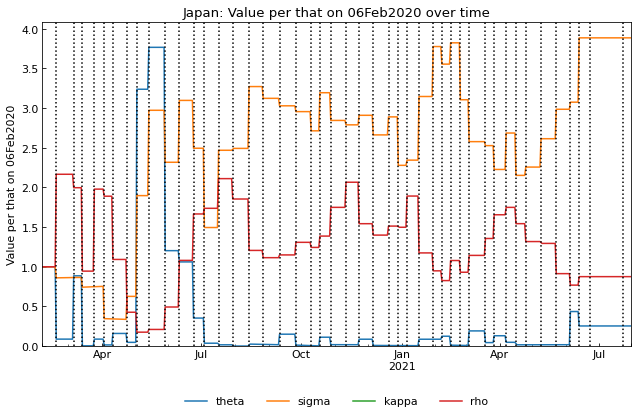 Japan: Value per that on 06Feb2020 over time
Value per that on 06Feb2020
4.0
3.5
3.0
2.5
2.0
1.5
1.0
0.5
0.0
Apr Jul Oct Jan Apr Jul
2021
theta sigma kappa rho